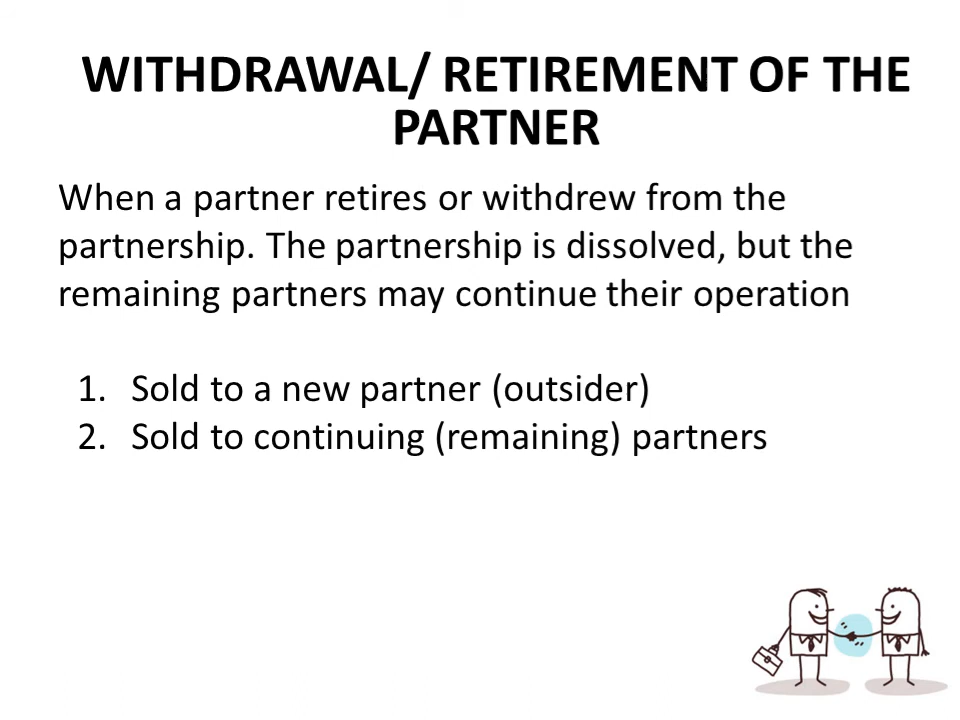 WITHDRAWAL/ RETIREMENT OF THE
PARTNER
When a partner retires or withdrew from the
partnership. The partnership is dissolved, but the
remaining partners may continue their operation
1. Sold to a new partner (outsider)
2. Sold to continuing (remaining) partners